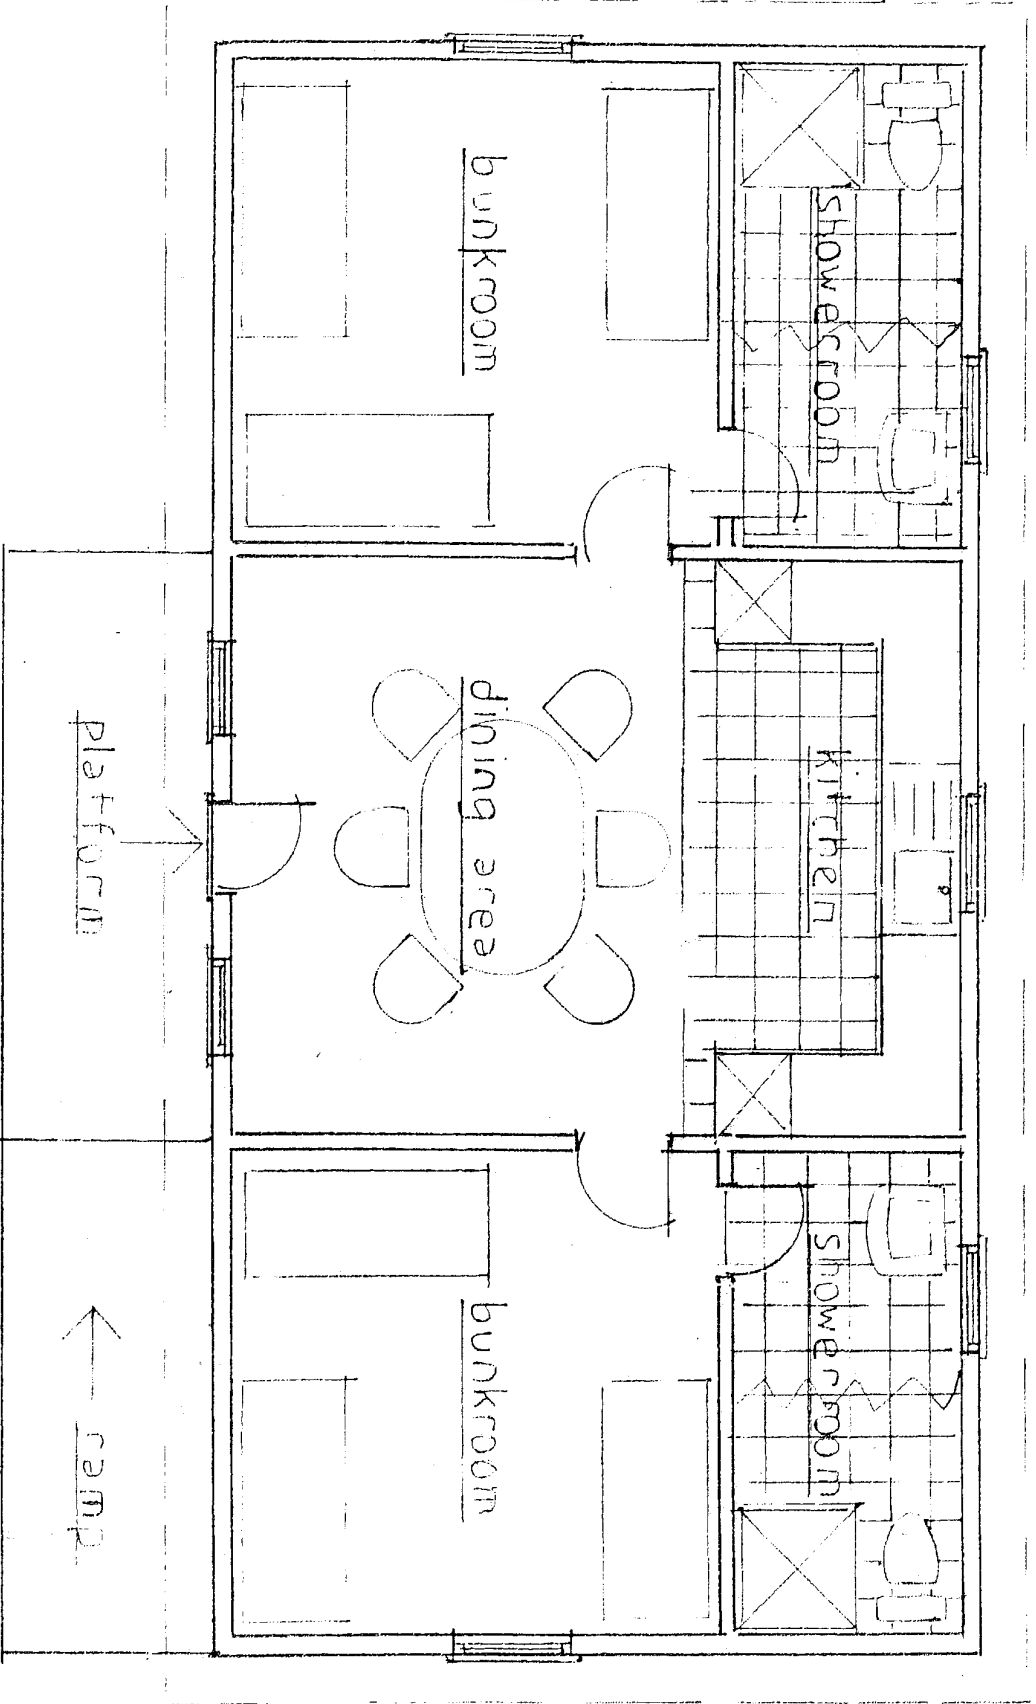 showerroom
kitchen
showerroom
bunkroom
dining area
bunkroom
platform
ramp